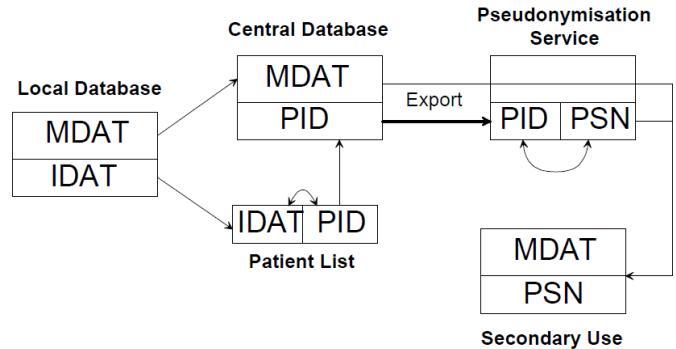 Pseudonymisation
Service
Central Database
Local Database
MDAT
MDAT
Export
PID
PID PSN
IDAT
IDAT PID
Patient List
MDAT
PSN
Secondary Use